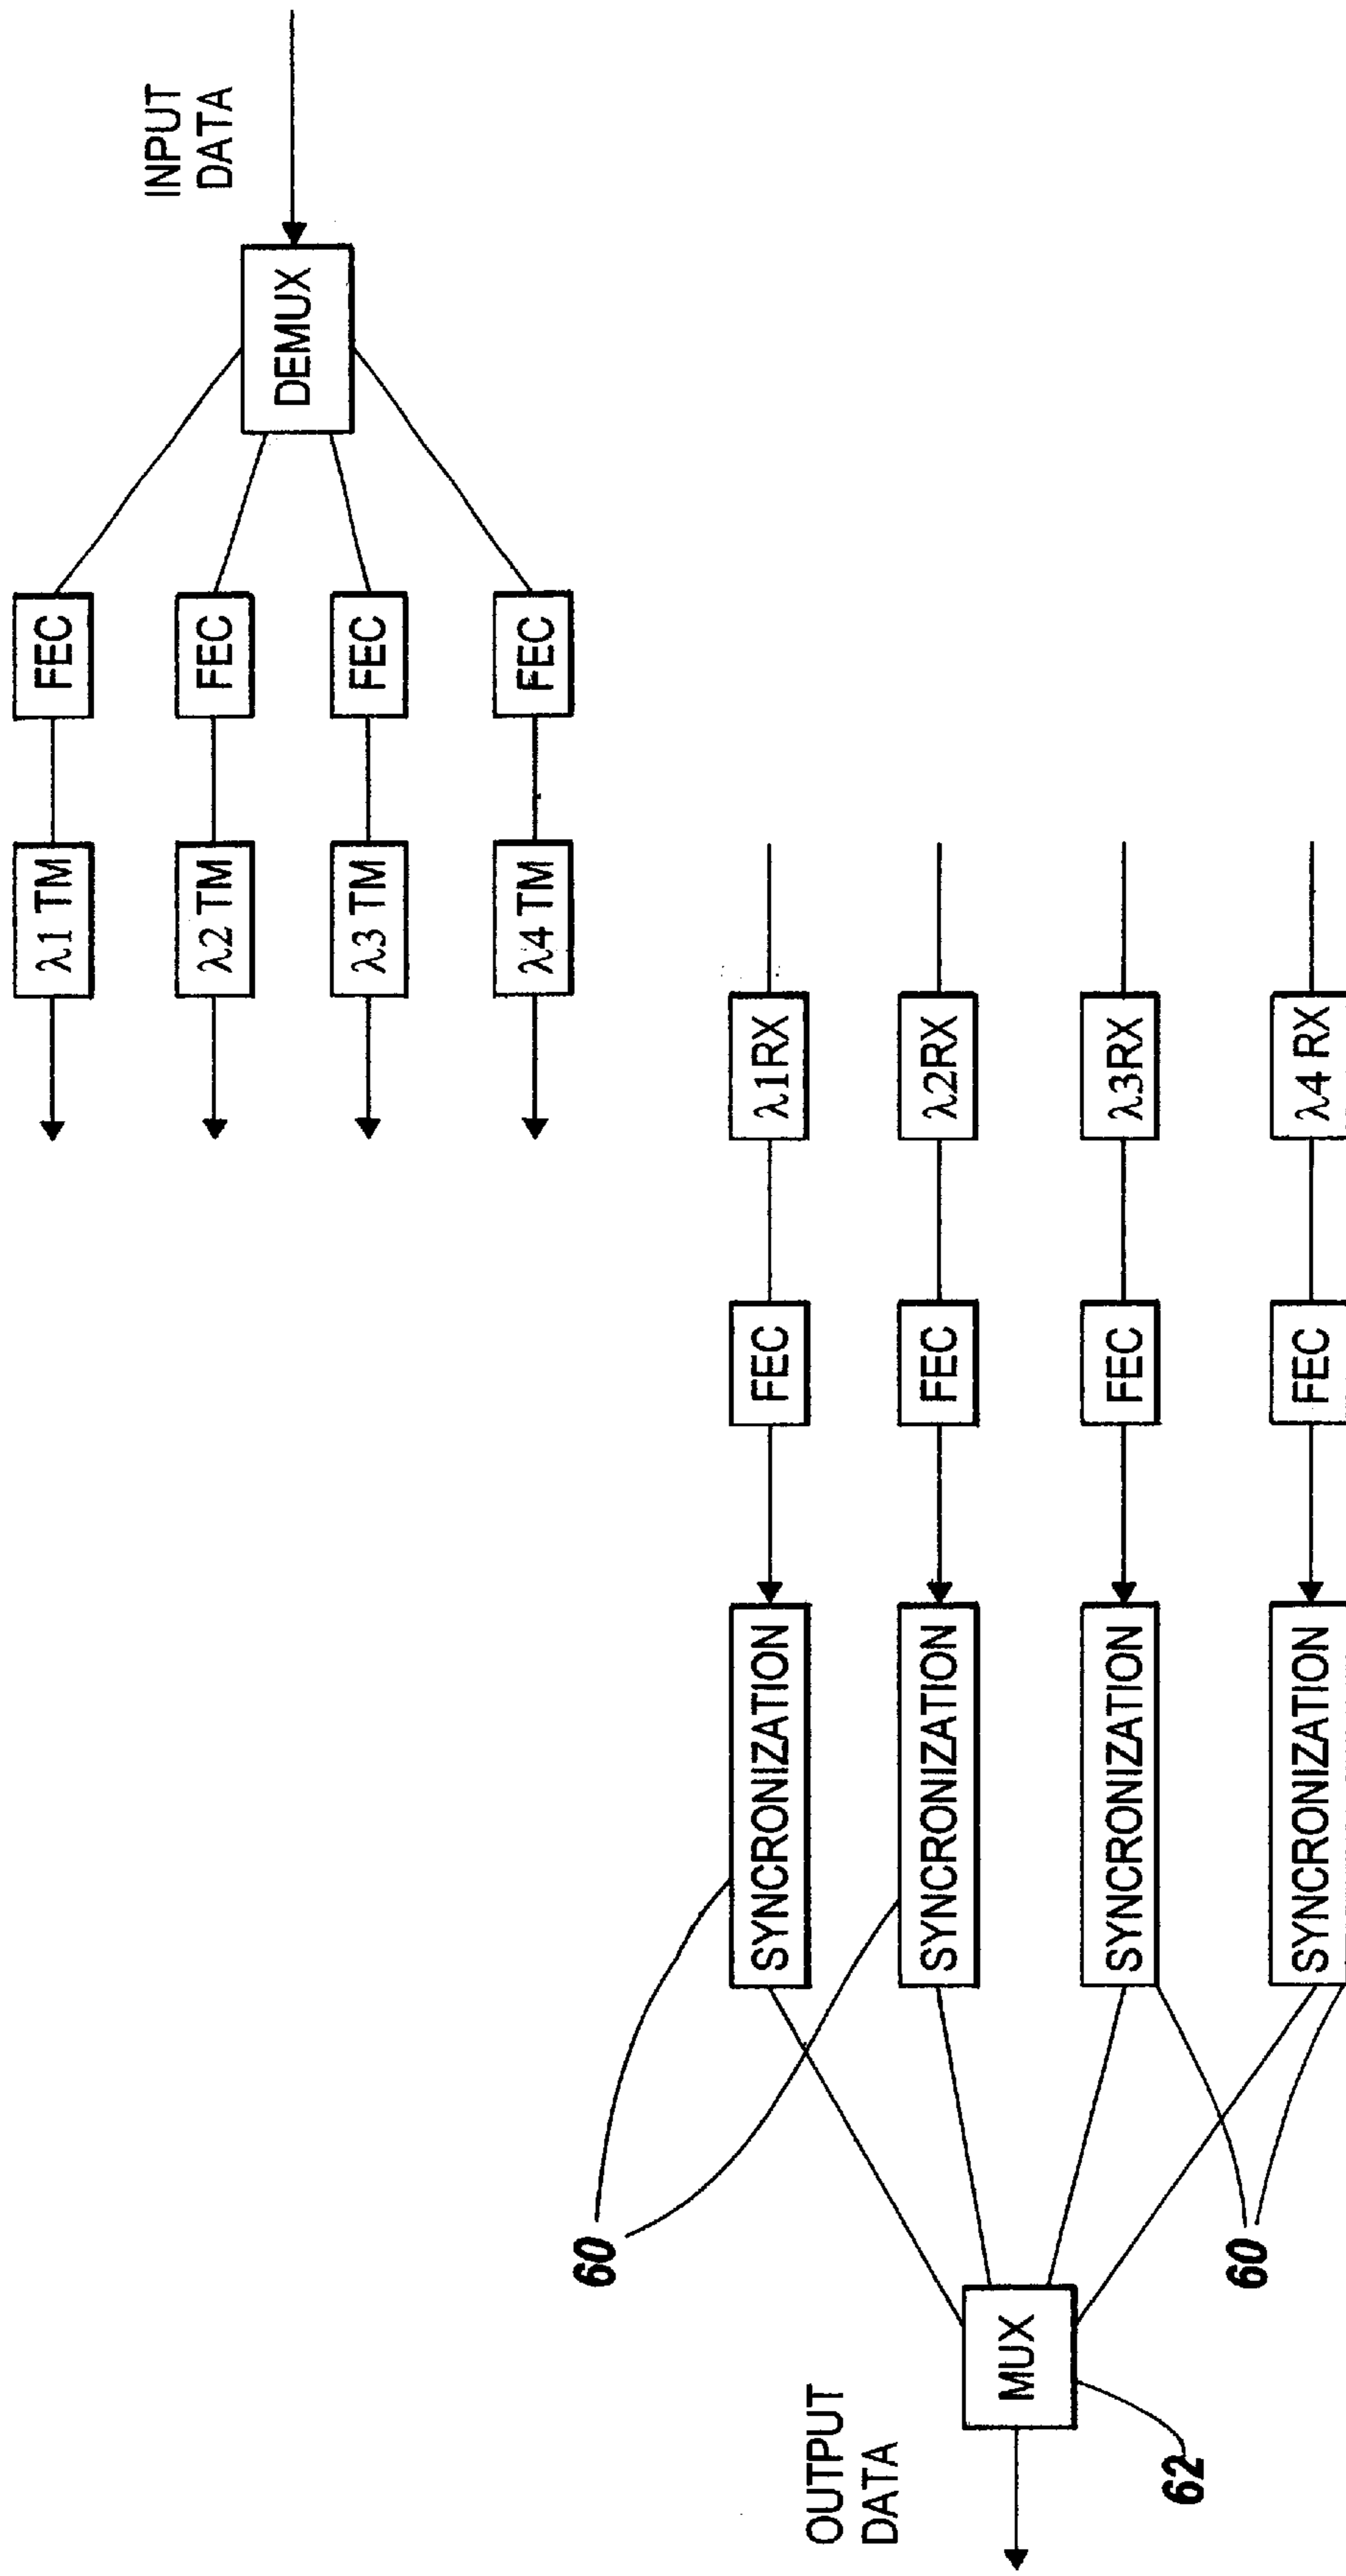 INPUT
DATA
DEMUX
FEC
FEC
FEC
FEC
λ1 TM
λ2 TM
λ3 TM
λ4 TM
λ1RX
λ2RX
λ3RX
λ4 RX
FEC
FEC
FEC
FEC
SYNCRONIZATION
SYNCRONIZATION
SYNCRONIZATION
SYNCRONIZATION
60
60
MUX
62
OUTPUT
DATA